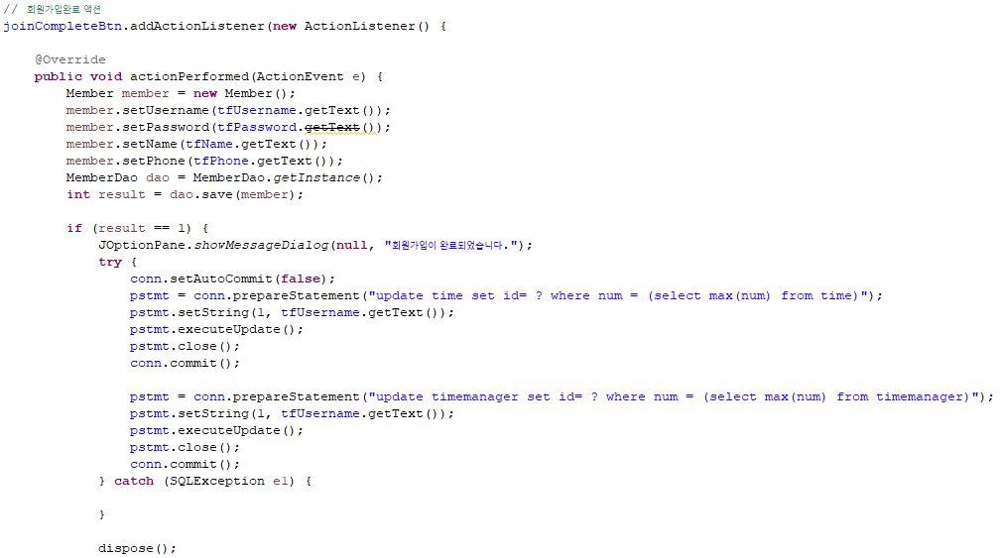 // 회원가입완료 액션
joinCompleteBtn.addActionListener(new ActionListener() {
@Override
public void actionPerformed(ActionEvent e) {
Member member = new Member();
member.setUsername(tfUsername.getText());
member.setPassword(tfPassword.getText());
member.setName(tfName.getText());
member.setPhone(tfPhone.getText());
MemberDao dao = MemberDao.getInstance();
int result = dao.save(member);
if (result == 1) {
JOptionPane.showMessageDialog(null, "회원가입이 완료되었습니다.");
try {
conn.setAutoCommit(false);
pstmt = conn.prepareStatement("update time set id= ? where num = (select max(num) from time)");
pstmt.setString(1, tfUsername.getText());
pstmt.executeUpdate();
pstmt.close();
conn.commit();
pstmt = conn.prepareStatement("update timemanager set id= ? where num = (select max(num) from timemanager)");
pstmt.setString(1, tfUsername.getText());
pstmt.executeUpdate();
pstmt.close();
conn.commit();
} catch (SQLException e1) {
}
dispose();